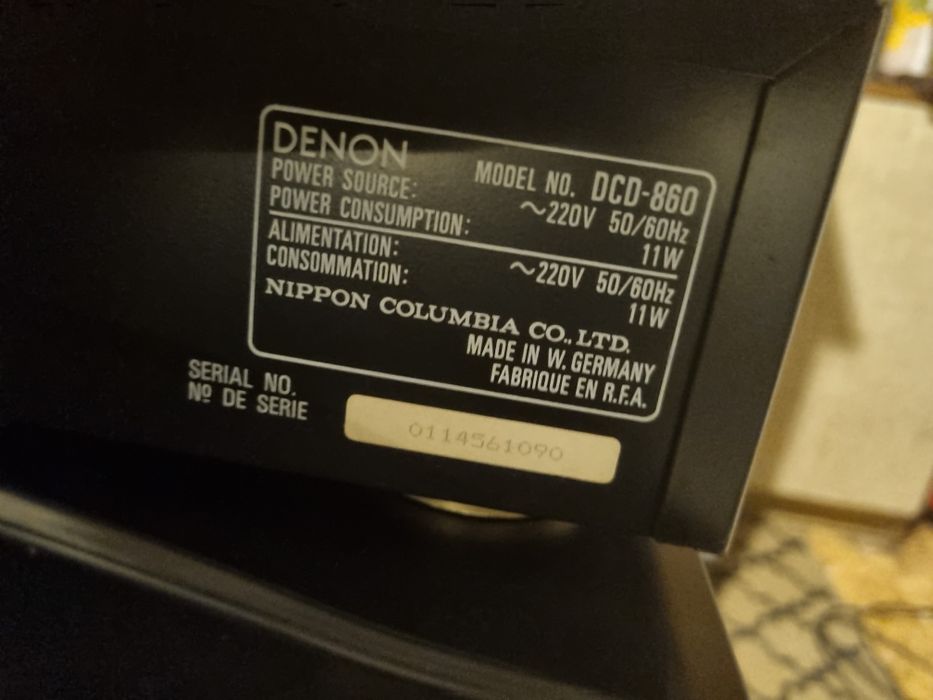 DENON
MODEL NO. DCD-860
POWER SOURCE: ~220V 50/60Hz
POWER CONSUMPTION: 11W
ALIMENTATION: ~220V 50/60Hz
CONSOMMATION: 11W
NIPPON COLUMBIA CO., LTD.
MADE IN W. GERMANY
FABRIQUE EN R.F.A.
SERIAL NO.
Nº DE SERIE
0114561090